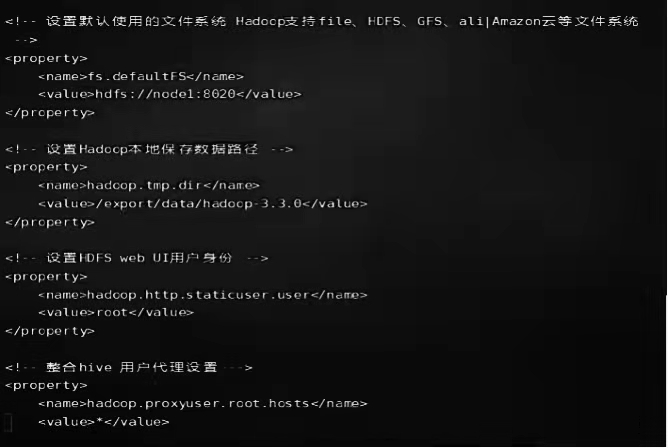 <!-- 设置默认使用的文件系统 Hadoop支持file、HDFS、GFS、ali|Amazon云等文件系统
-->
<property>
    <name>fs.defaultFS</name>
    <value>hdfs://node1:8020</value>
</property>
<!-- 设置Hadoop本地保存数据路径 -->
<property>
    <name>hadoop.tmp.dir</name>
    <value>/export/data/hadoop-3.3.0</value>
</property>
<!-- 设置HDFS web UI用户身份 -->
<property>
    <name>hadoop.http.staticuser.user</name>
    <value>root</value>
</property>
<!-- 整合hive 用户代理设置 -->
<property>
    <name>hadoop.proxyuser.root.hosts</name>
    <value>*</value>